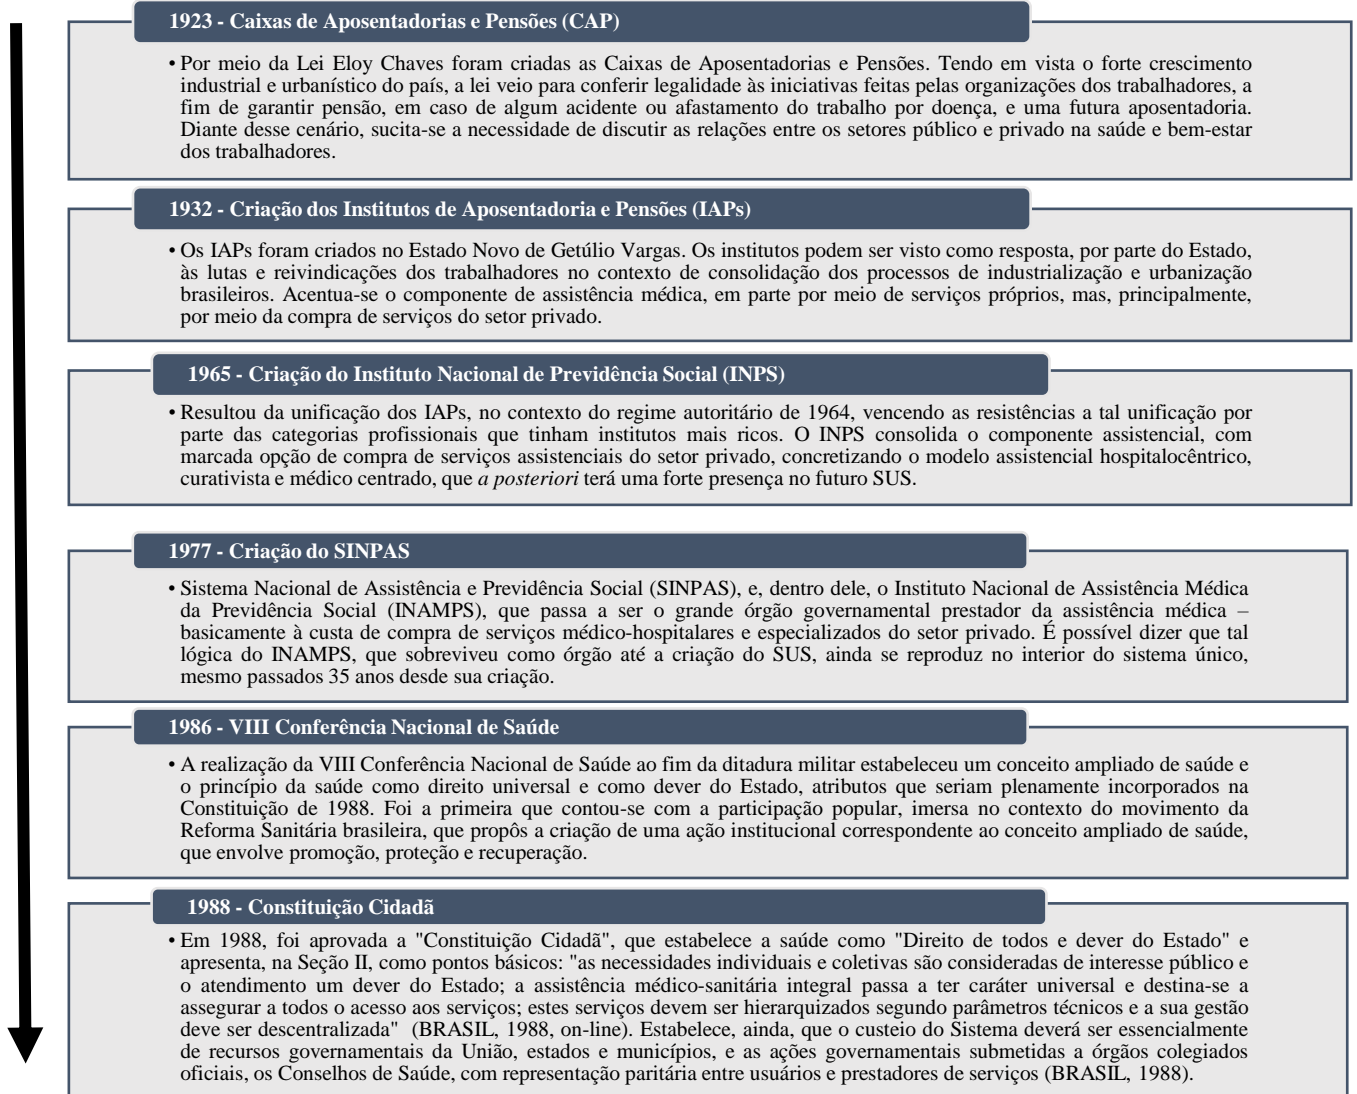 1923 - Caixas de Aposentadorias e Pensões (CAP)
• Por meio da Lei Eloy Chaves foram criadas as Caixas de Aposentadorias e Pensões. Tendo em vista o forte crescimento
industrial e urbanístico do país, a lei veio para conferir legalidade às iniciativas feitas pelas organizações dos trabalhadores, a
fim de garantir pensão, em caso de algum acidente ou afastamento do trabalho por doença, e uma futura aposentadoria.
Diante desse cenário, sucita-se a necessidade de discutir as relações entre os setores público e privado na saúde e bem-estar
dos trabalhadores.
1932 - Criação dos Institutos de Aposentadoria e Pensões (IAPs)
• Os IAPs foram criados no Estado Novo de Getúlio Vargas. Os institutos podem ser visto como resposta, por parte do Estado,
às lutas e reivindicações dos trabalhadores no contexto de consolidação dos processos de industrialização e urbanização
brasileiros. Acentua-se o componente de assistência médica, em parte por meio de serviços próprios, mas, principalmente,
por meio da compra de serviços do setor privado.
1965 - Criação do Instituto Nacional de Previdência Social (INPS)
• Resultou da unificação dos IAPs, no contexto do regime autoritário de 1964, vencendo as resistências a tal unificação por
parte das categorias profissionais que tinham institutos mais ricos. O INPS consolida o componente assistencial, com
marcada opção de compra de serviços assistenciais do setor privado, concretizando o modelo assistencial hospitalocêntrico,
curativista e médico centrado, que a posteriori terá uma forte presença no futuro SUS.
1977 - Criação do SINPAS
• Sistema Nacional de Assistência e Previdência Social (SINPAS), e, dentro dele, o Instituto Nacional de Assistência Médica
da Previdência Social (INAMPS), que passa a ser o grande órgão governamental prestador da assistência médica –
basicamente à custa de compra de serviços médico-hospitalares e especializados do setor privado. É possível dizer que tal
lógica do INAMPS, que sobreviveu como órgão até a criação do SUS, ainda se reproduz no interior do sistema único,
mesmo passados 35 anos desde sua criação.
1986 - VIII Conferência Nacional de Saúde
• A realização da VIII Conferência Nacional de Saúde ao fim da ditadura militar estabeleceu um conceito ampliado de saúde e
o princípio da saúde como direito universal e como dever do Estado, atributos que seriam plenamente incorporados na
Constituição de 1988. Foi a primeira que contou-se com a participação popular, imersa no contexto do movimento da
Reforma Sanitária brasileira, que propôs a criação de uma ação institucional correspondente ao conceito ampliado de saúde,
que envolve promoção, proteção e recuperação.
1988 - Constituição Cidadã
• Em 1988, foi aprovada a "Constituição Cidadã", que estabelece a saúde como "Direito de todos e dever do Estado" e
apresenta, na Seção II, como pontos básicos: "as necessidades individuais e coletivas são consideradas de interesse público e
o atendimento um dever do Estado; a assistência médico-sanitária integral passa a ter caráter universal e destina-se a
assegurar a todos o acesso aos serviços; estes serviços devem ser hierarquizados segundo parâmetros técnicos e a sua gestão
deve ser descentralizada" (BRASIL, 1988, on-line). Estabelece, ainda, que o custeio do Sistema deverá ser essencialmente
de recursos governamentais da União, estados e municípios, e as ações governamentais submetidas a órgãos colegiados
oficiais, os Conselhos de Saúde, com representação paritária entre usuários e prestadores de serviços (BRASIL, 1988).